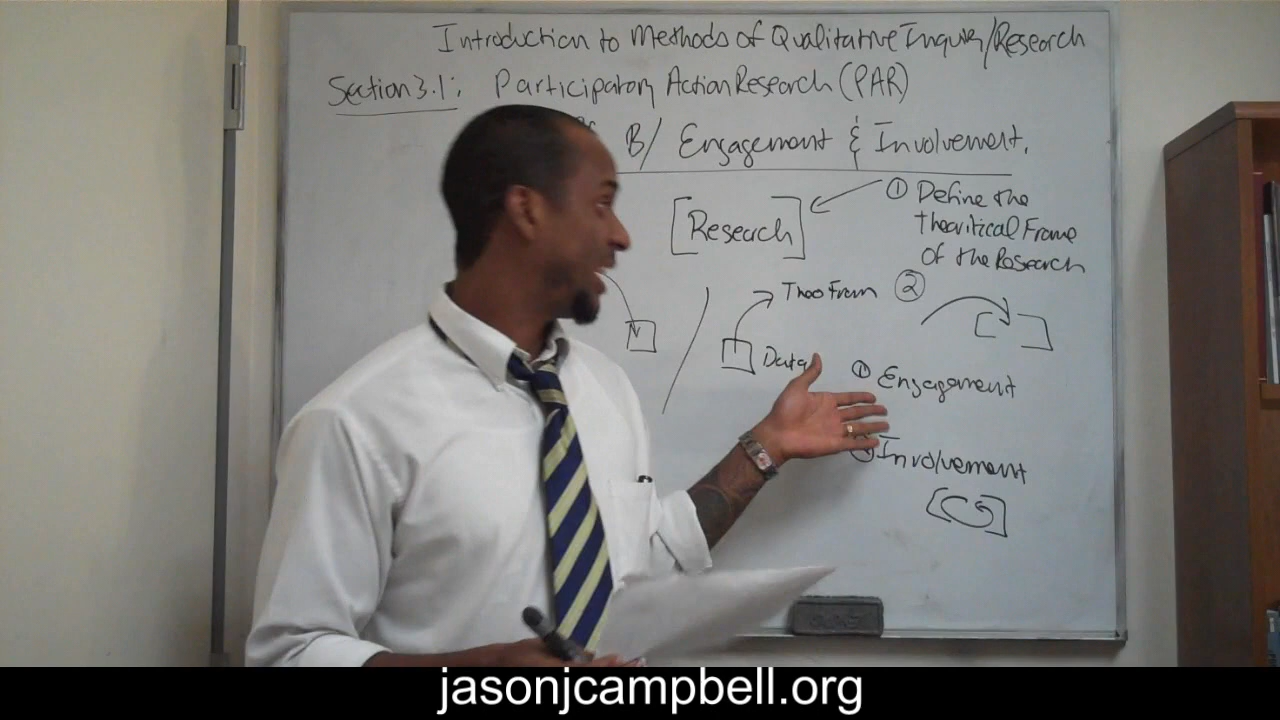 Introduction to Methods of Qualitative Inquiry/Research
Section 3.1: Participatory Action Research (PAR)
B/ Engagement & Involvement.
[Research]
① Define the
theoritical Frame
of the Research
Theo Fram
②
Data
① Engagement
Involvement
jasonjcampbell.org